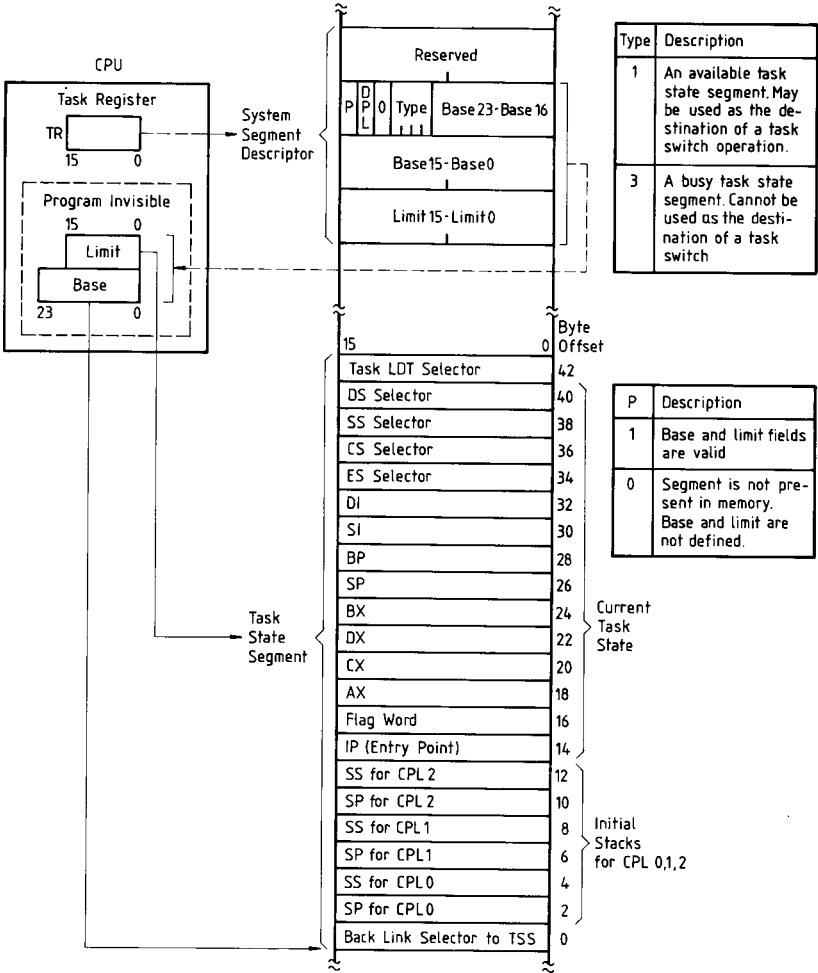 CPU
Task Register
TR
15 0
Program Invisible
15 0
Limit
Base
23 0
System
Segment
Descriptor
Reserved
P DPL 0 Type Base 23-Base 16
Base 15-Base 0
Limit 15-Limit 0
Type Description
1 An available task
state segment. May
be used as the de-
stination of a task
switch operation.
3 A busy task state
segment. Cannot be
used as the desti-
nation of a task
switch
Byte
15 0 Offset
Task LDT Selector 42
DS Selector 40
SS Selector 38
CS Selector 36
ES Selector 34
DI 32
SI 30
BP 28
SP 26
BX 24
DX 22
CX 20
AX 18
Flag Word 16
IP (Entry Point) 14
SS for CPL 2 12
SP for CPL 2 10
SS for CPL 1 8
SP for CPL 1 6
SS for CPL 0 4
SP for CPL 0 2
Back Link Selector to TSS 0
Task
State
Segment
Current
Task
State
Initial
Stacks
for CPL 0,1,2
P Description
1 Base and limit fields
are valid
0 Segment is not pre-
sent in memory.
Base and limit are
not defined.